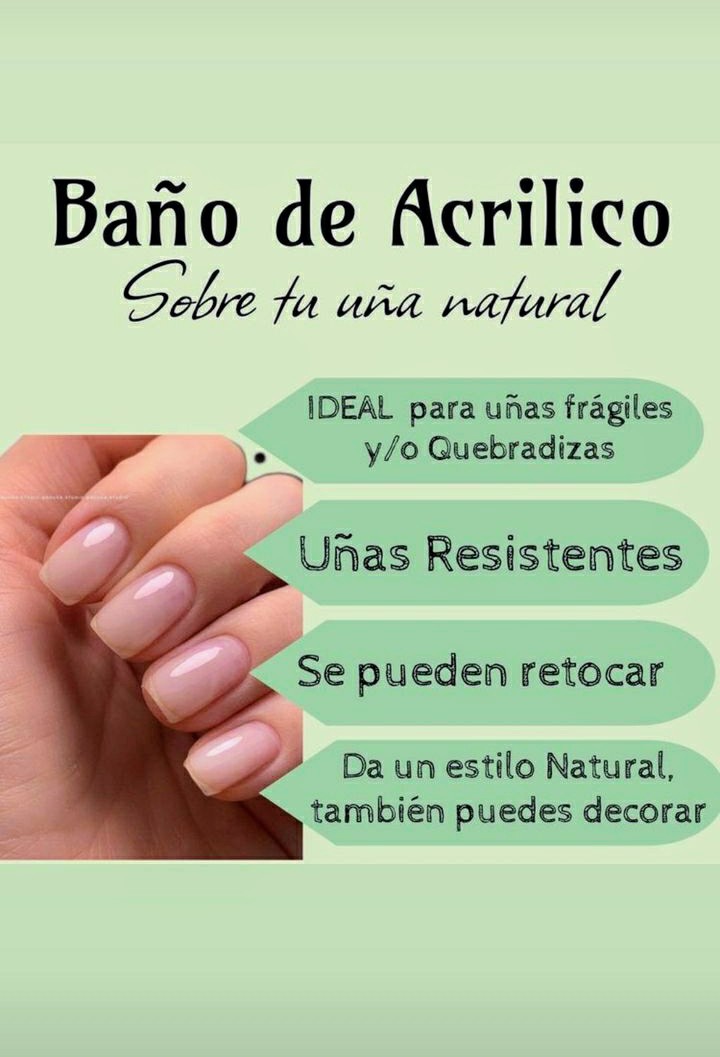 Baño de Acrilico
Sobre tu uña natural
IDEAL para uñas frágiles
y/o Quebradizas
Uñas Resistentes
Se pueden retocar
Da un estilo Natural,
también puedes decorar